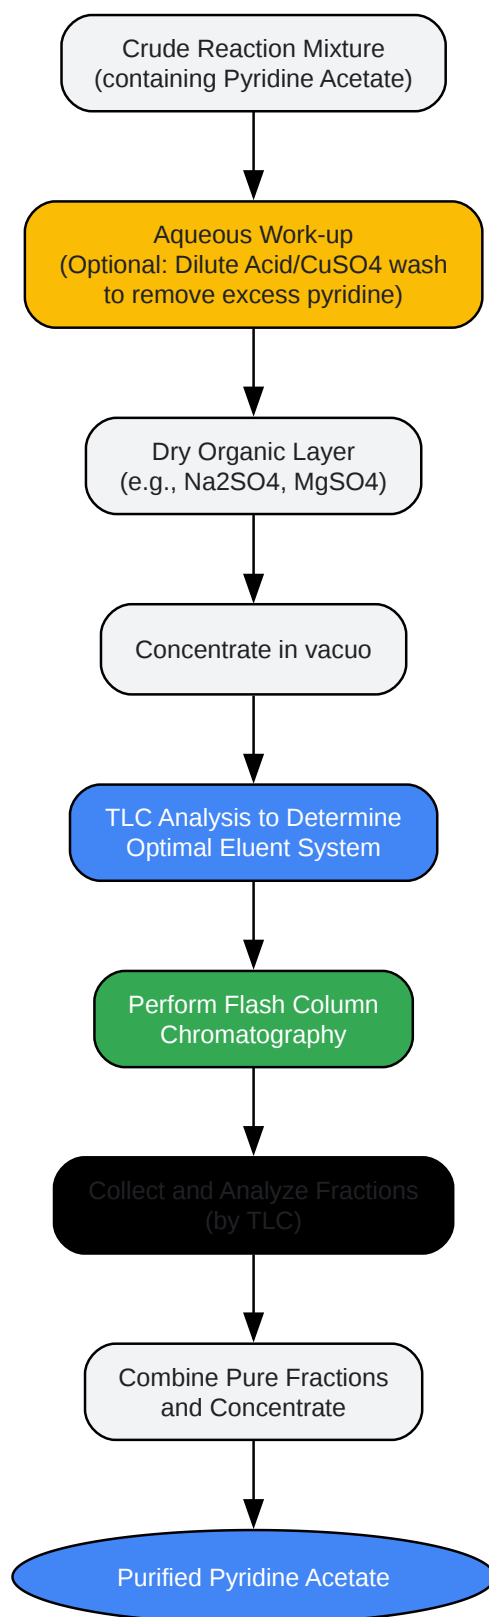 Crude Reaction Mixture
(containing Pyridine Acetate)
Aqueous Work-up
(Optional: Dilute Acid/CuSO4 wash
to remove excess pyridine)
Dry Organic Layer
(e.g., Na2SO4, MgSO4)
Concentrate in vacuo
TLC Analysis to Determine
Optimal Eluent System
Perform Flash Column
Chromatography
Collect and Analyze Fractions
(by TLC)
Combine Pure Fractions
and Concentrate
Purified Pyridine Acetate